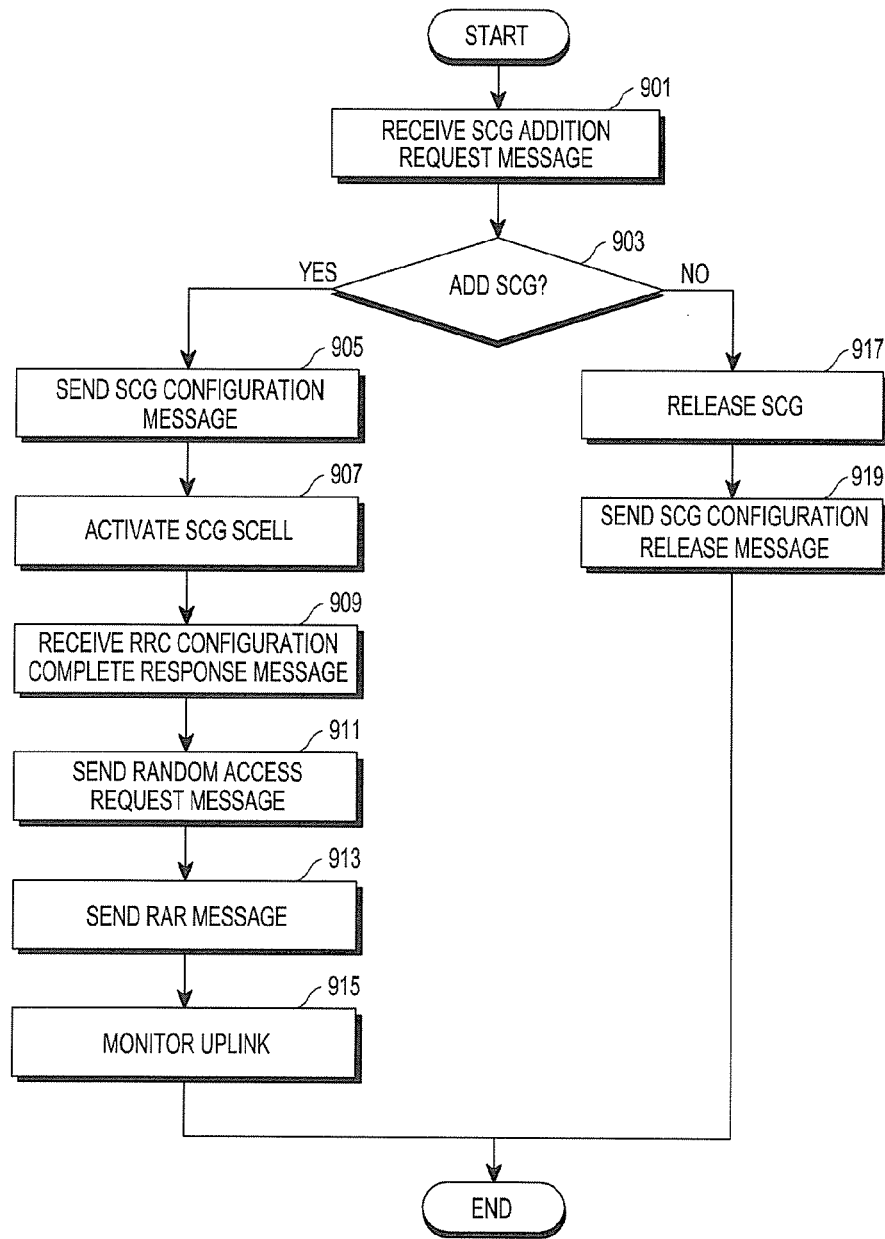 START
901
RECEIVE SCG ADDITION
REQUEST MESSAGE
903
YES
ADD SCG?
NO
905
SEND SCG CONFIGURATION
MESSAGE
907
ACTIVATE SCG SCELL
909
RECEIVE RRC CONFIGURATION
COMPLETE RESPONSE MESSAGE
911
SEND RANDOM ACCESS
REQUEST MESSAGE
913
SEND RAR MESSAGE
915
MONITOR UPLINK
917
RELEASE SCG
919
SEND SCG CONFIGURATION
RELEASE MESSAGE
END